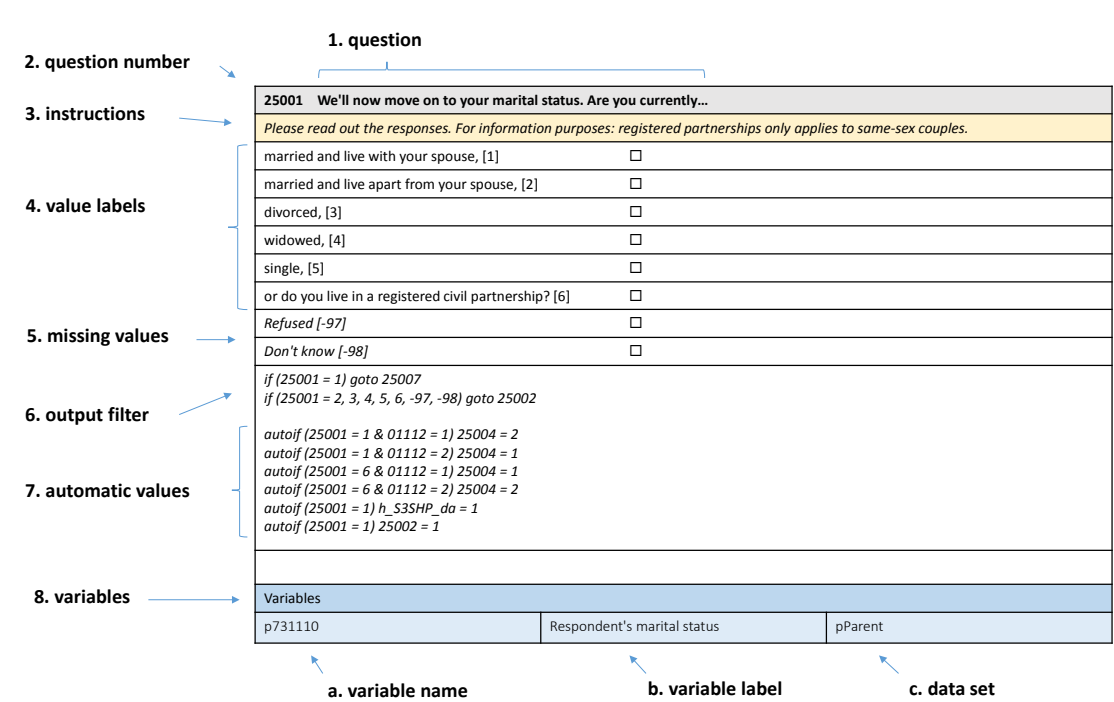 1. question
2. question number
25001 We'll now move on to your marital status. Are you currently…
3. instructions
Please read out the responses. For information purposes: registered partnerships only applies to same-sex couples.
4. value labels
married and live with your spouse, [1]
married and live apart from your spouse, [2]
divorced, [3]
widowed, [4]
single, [5]
or do you live in a registered civil partnership? [6]
5. missing values
Refused [-97]
Don't know [-98]
6. output filter
if (25001 = 1) goto 25007
if (25001 = 2, 3, 4, 5, 6, -97, -98) goto 25002
7. automatic values
autoif (25001 = 1 & 01112 = 1) 25004 = 2
autoif (25001 = 1 & 01112 = 2) 25004 = 1
autoif (25001 = 6 & 01112 = 1) 25004 = 1
autoif (25001 = 6 & 01112 = 2) 25004 = 2
autoif (25001 = 1) h_S3SHP_da = 1
autoif (25001 = 1) 25002 = 1
8. variables
Variables
p731110 Respondent's marital status pParent
a. variable name
b. variable label
c. data set